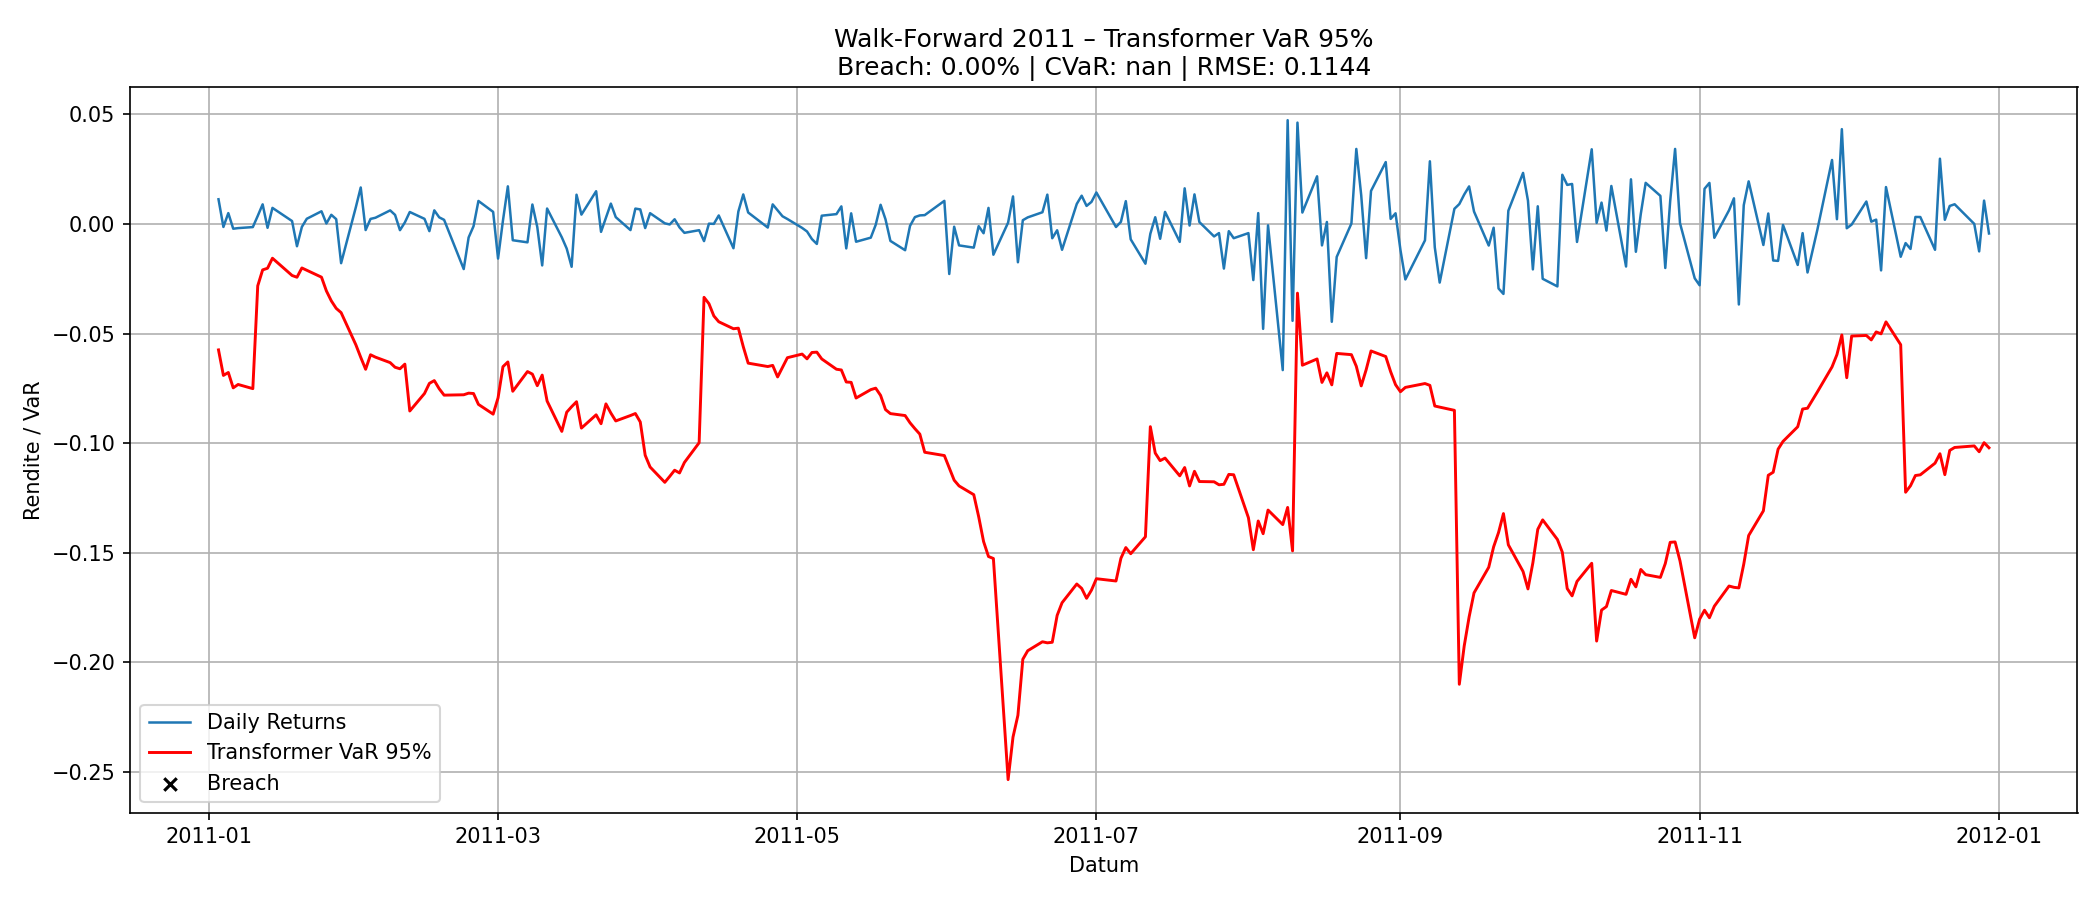 Walk-Forward 2011 – Transformer VaR 95%
Breach: 0.00% | CVaR: nan | RMSE: 0.1144
Rendite / VaR
0.05
0.00
−0.05
−0.10
−0.15
−0.20
−0.25
Daily Returns
Transformer VaR 95%
Breach
2011-01
2011-03
2011-05
2011-07
2011-09
2011-11
2012-01
Datum